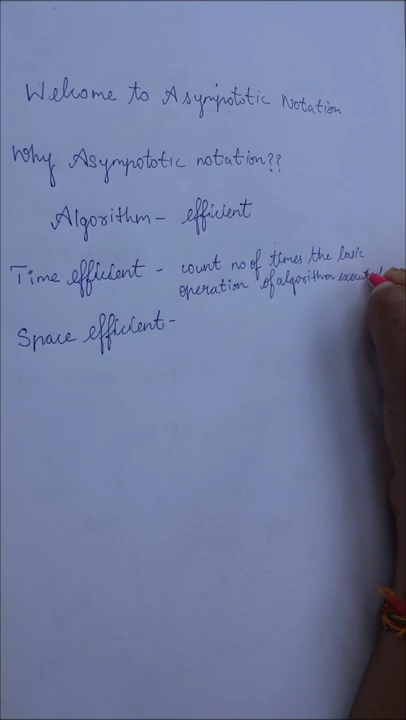 Welcome to Asympototic Notation
Why Asympototic notation??
Algorithm - efficient
Time efficient - count no of times the basic
operation of algorithm executed
Space efficient -